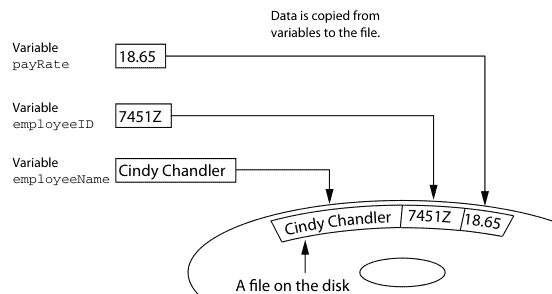 Data is copied from
variables to the file.
Variable
payRate
18.65
Variable
employeeID
7451Z
Variable
employeeName
Cindy Chandler
Cindy Chandler 7451Z 18.65
A file on the disk